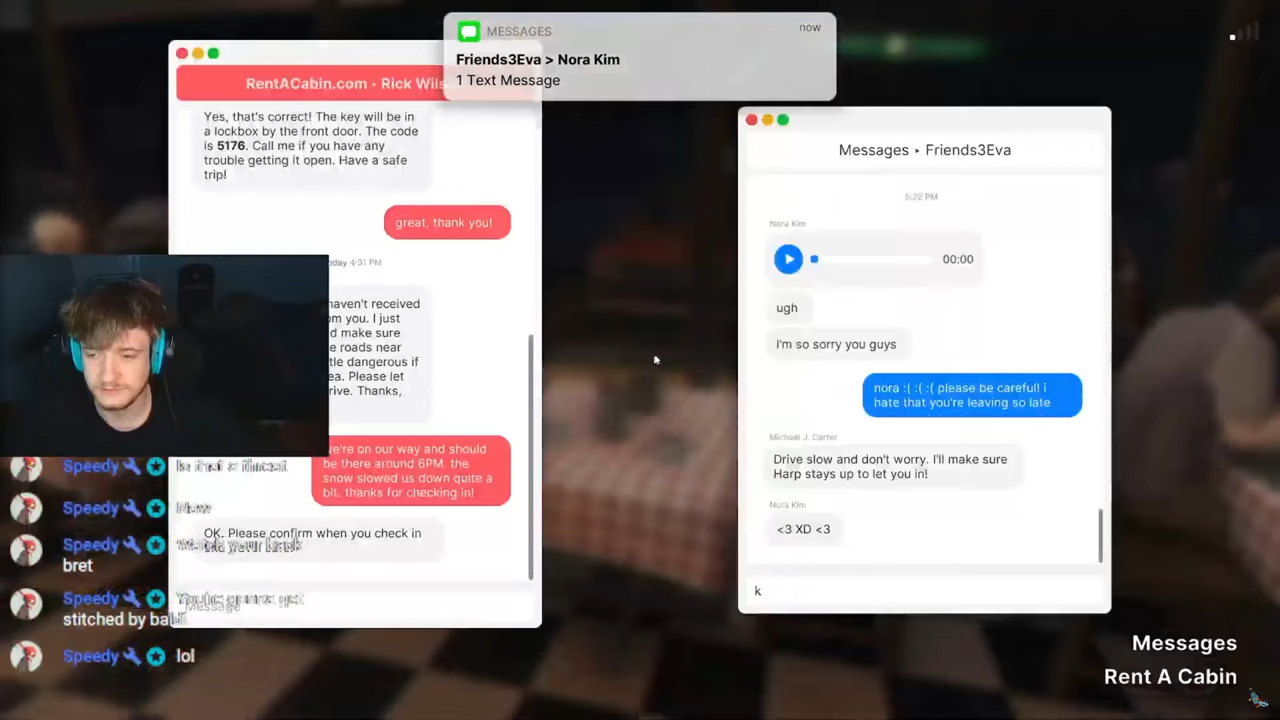 MESSAGES
now
Friends3Eva > Nora Kim
1 Text Message
RentACabin.com • Rick
Yes, that's correct! The key will be in
a lockbox by the front door. The code
is 5176. Call me if you have any
trouble getting it open. Have a safe
trip!
great, thank you!
4:31 PM
haven't received
I just
make sure
roads near
dangerous if
Please let
Thanks,
we're on our way and should
be there around 6PM. the
snow slowed us down quite a
bit. thanks for checking in!
OK. Please confirm when you check in
Message
Messages ▸ Friends3Eva
5:22 PM
Nora Kim
00:00
ugh
I'm so sorry you guys
nora :( :( :( please be careful! i
hate that you're leaving so late
Michael J. Carter
Drive slow and don't worry. I'll make sure
Harp stays up to let you in!
Nora Kim
<3 XD <3
k
Speedy
Speedy
Speedy
bret
Speedy
stitched by
Speedy lol
Messages
Rent A Cabin